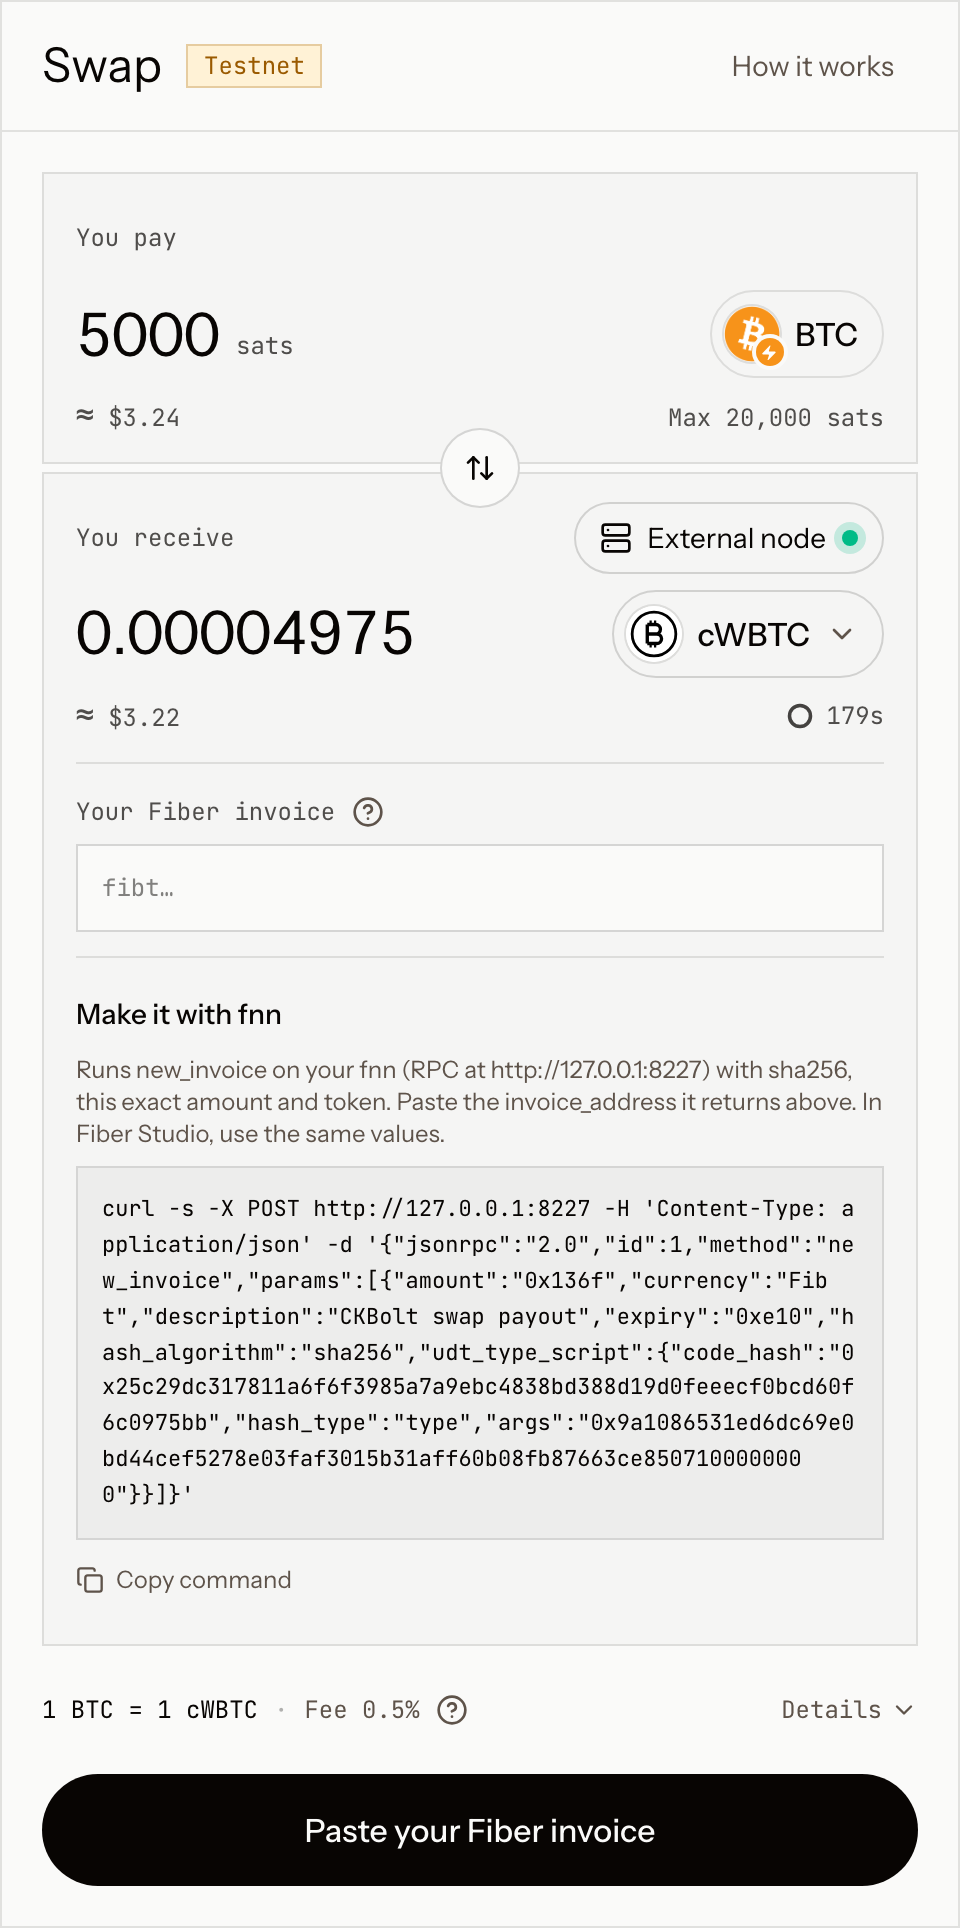 Swap
Testnet
How it works
You pay
5000 sats
BTC
≈ $3.24
Max 20,000 sats
You receive
External node
0.00004975
cWBTC
≈ $3.22
179s
Your Fiber invoice
fibt…
Make it with fnn
Runs new_invoice on your fnn (RPC at http://127.0.0.1:8227) with sha256,
this exact amount and token. Paste the invoice_address it returns above. In
Fiber Studio, use the same values.
curl -s -X POST http://127.0.0.1:8227 -H 'Content-Type: a
pplication/json' -d '{"jsonrpc":"2.0","id":1,"method":"ne
w_invoice","params":[{"amount":"0x136f","currency":"Fib
t","description":"CKBolt swap payout","expiry":"0xe10","h
ash_algorithm":"sha256","udt_type_script":{"code_hash":"0
x25c29dc317811a6f6f3985a7a9ebc4838bd388d19d0feeecf0bcd60f
6c0975bb","hash_type":"type","args":"0x9a1086531ed6dc69e0
bd44cef5278e03faf3015b31aff60b08fb87663ce850710000000
0"}}]}'
Copy command
1 BTC = 1 cWBTC · Fee 0.5%
Details
Paste your Fiber invoice